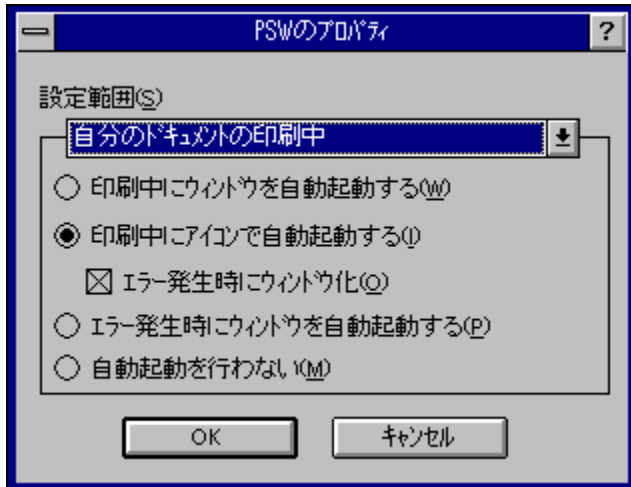 PSWのﾌﾟﾛﾊﾟﾃｨ
?
設定範囲(S)
自分のﾄﾞｷｭﾒﾝﾄの印刷中
印刷中にｳｨﾝﾄﾞｳを自動起動する(W)
印刷中にｱｲｺﾝで自動起動する(I)
ｴﾗｰ発生時にｳｨﾝﾄﾞｳ化(O)
ｴﾗｰ発生時にｳｨﾝﾄﾞｳを自動起動する(P)
自動起動を行わない(M)
OK ｷｬﾝｾﾙ